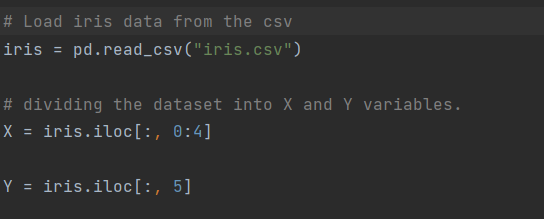 # Load iris data from the csv
iris = pd.read_csv("iris.csv")
# dividing the dataset into X and Y variables.
X = iris.iloc[:, 0:4]
Y = iris.iloc[:, 5]